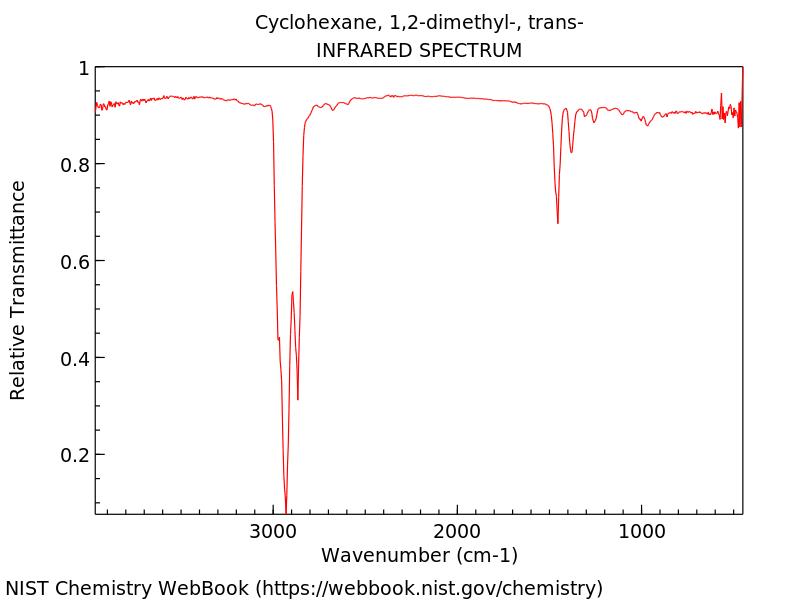 Cyclohexane, 1,2-dimethyl-, trans-
INFRARED SPECTRUM
1
0.8
0.6
0.4
0.2
Relative Transmittance
3000 2000 1000
Wavenumber (cm-1)
NIST Chemistry WebBook (https://webbook.nist.gov/chemistry)